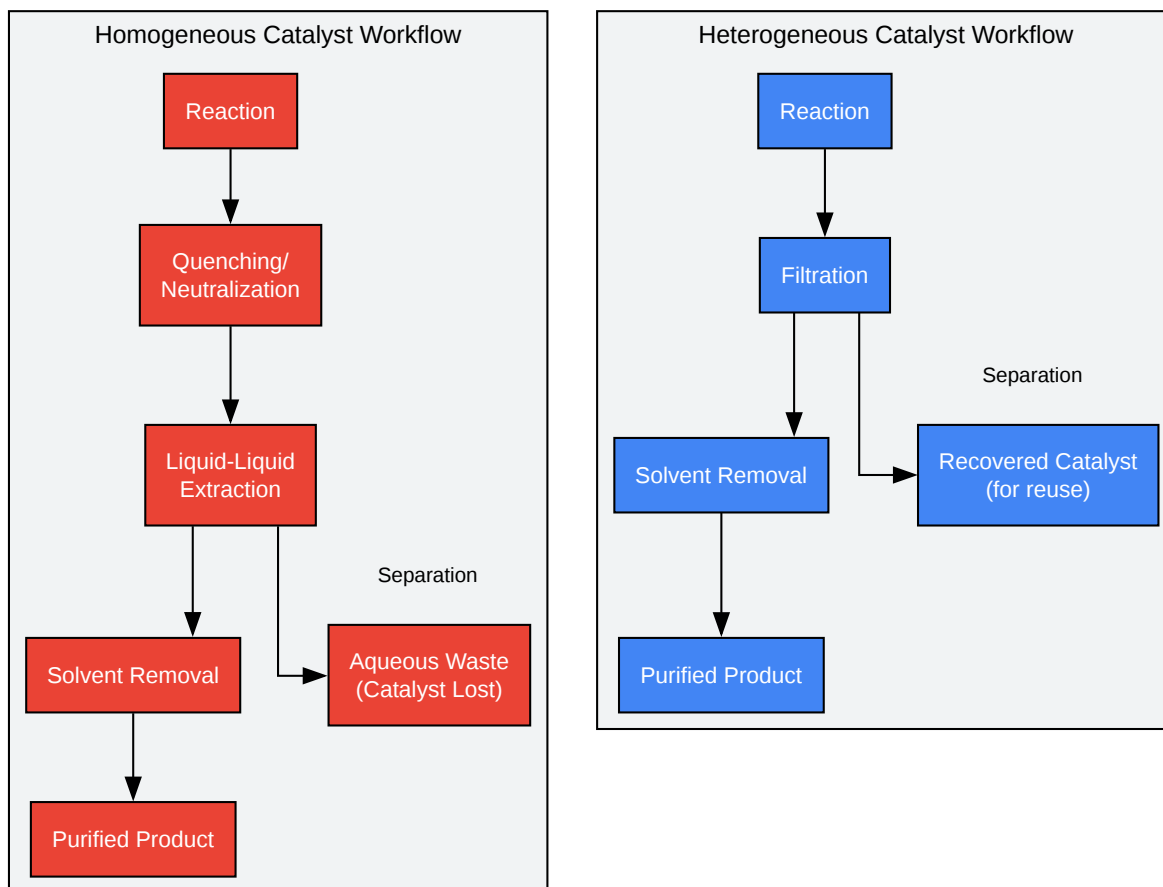 Homogeneous Catalyst Workflow
Reaction
Quenching/
Neutralization
Liquid-Liquid
Extraction
Separation
Solvent Removal
Aqueous Waste
(Catalyst Lost)
Purified Product
Heterogeneous Catalyst Workflow
Reaction
Filtration
Separation
Solvent Removal
Recovered Catalyst
(for reuse)
Purified Product